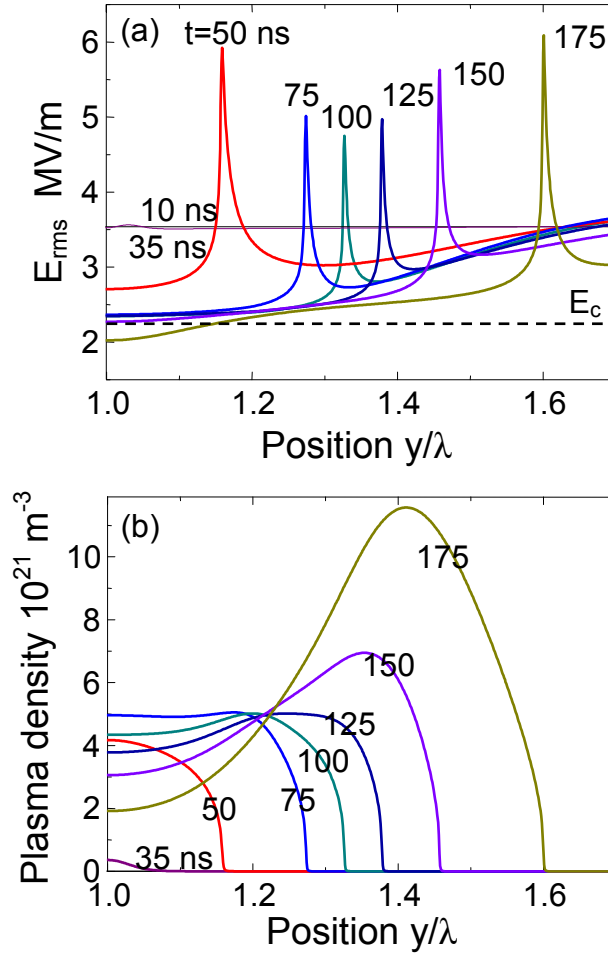 (a)
t=50 ns
175
150
75
125
100
10 ns
35 ns
E_c
6
5
4
3
2
E_rms MV/m
1.0 1.2 1.4 1.6
Position y/λ
(b)
175
150
125
100
50
75
35 ns
10
8
6
4
2
0
Plasma density 10^21 m^-3
1.0 1.2 1.4 1.6
Position y/λ